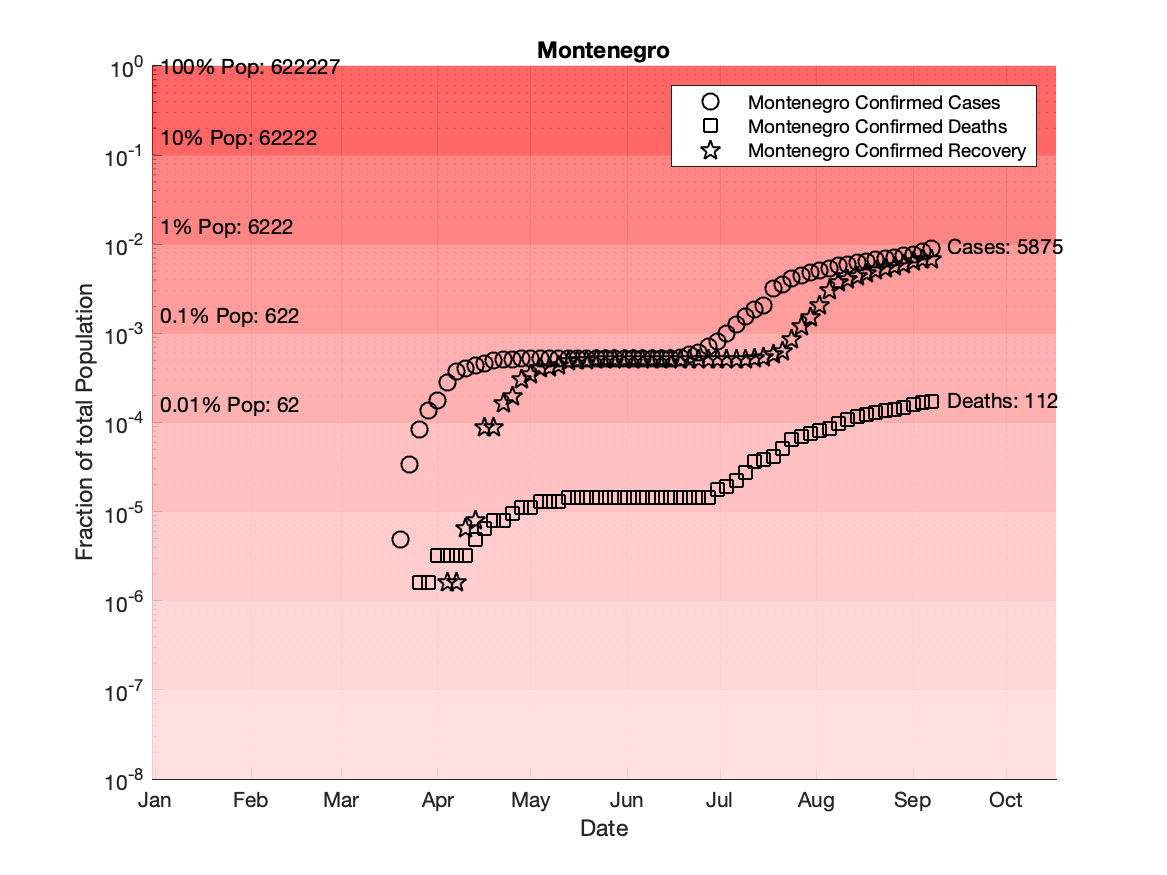 Montenegro
10^0
100% Pop: 622227
Montenegro Confirmed Cases
Montenegro Confirmed Deaths
Montenegro Confirmed Recovery
10% Pop: 62222
10^-1
1% Pop: 6222
10^-2
Cases: 5875
0.1% Pop: 622
10^-3
0.01% Pop: 62
Deaths: 112
10^-4
10^-5
10^-6
10^-7
10^-8
Fraction of total Population
Jan Feb Mar Apr May Jun Jul Aug Sep Oct
Date